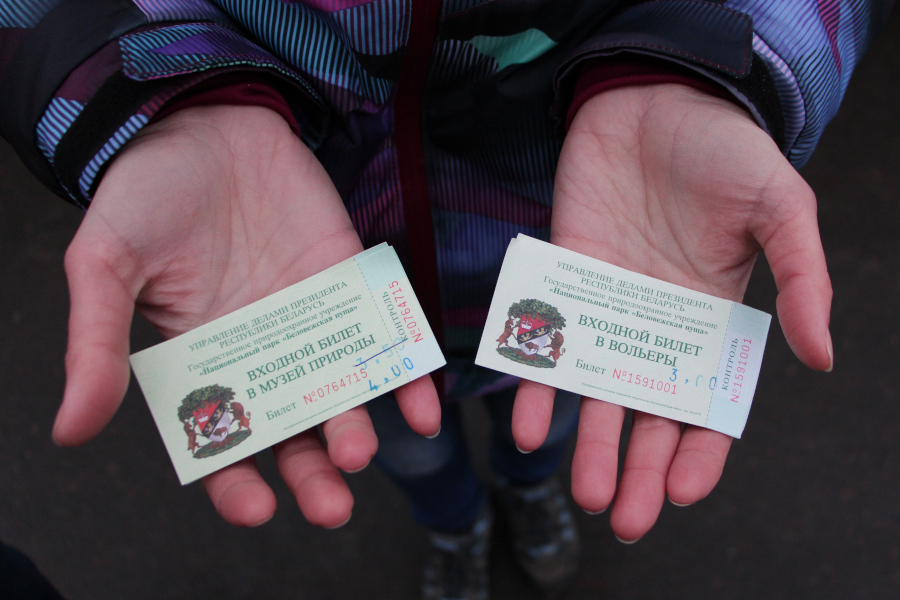 УПРАВЛЕНИЕ ДЕЛАМИ ПРЕЗИДЕНТА
РЕСПУБЛИКИ БЕЛАРУСЬ
Государственное природоохранное учреждение
«Национальный парк «Беловежская пуща»
ВХОДНОЙ БИЛЕТ
В МУЗЕЙ ПРИРОДЫ
Билет №0764715
4,00
КОНТРОЛЬ
№0764715
УПРАВЛЕНИЕ ДЕЛАМИ ПРЕЗИДЕНТА
РЕСПУБЛИКИ БЕЛАРУСЬ
Государственное природоохранное учреждение
«Национальный парк «Беловежская пуща»
ВХОДНОЙ БИЛЕТ
В ВОЛЬЕРЫ
Билет №1591001 3,00
КОНТРОЛЬ
№1591001